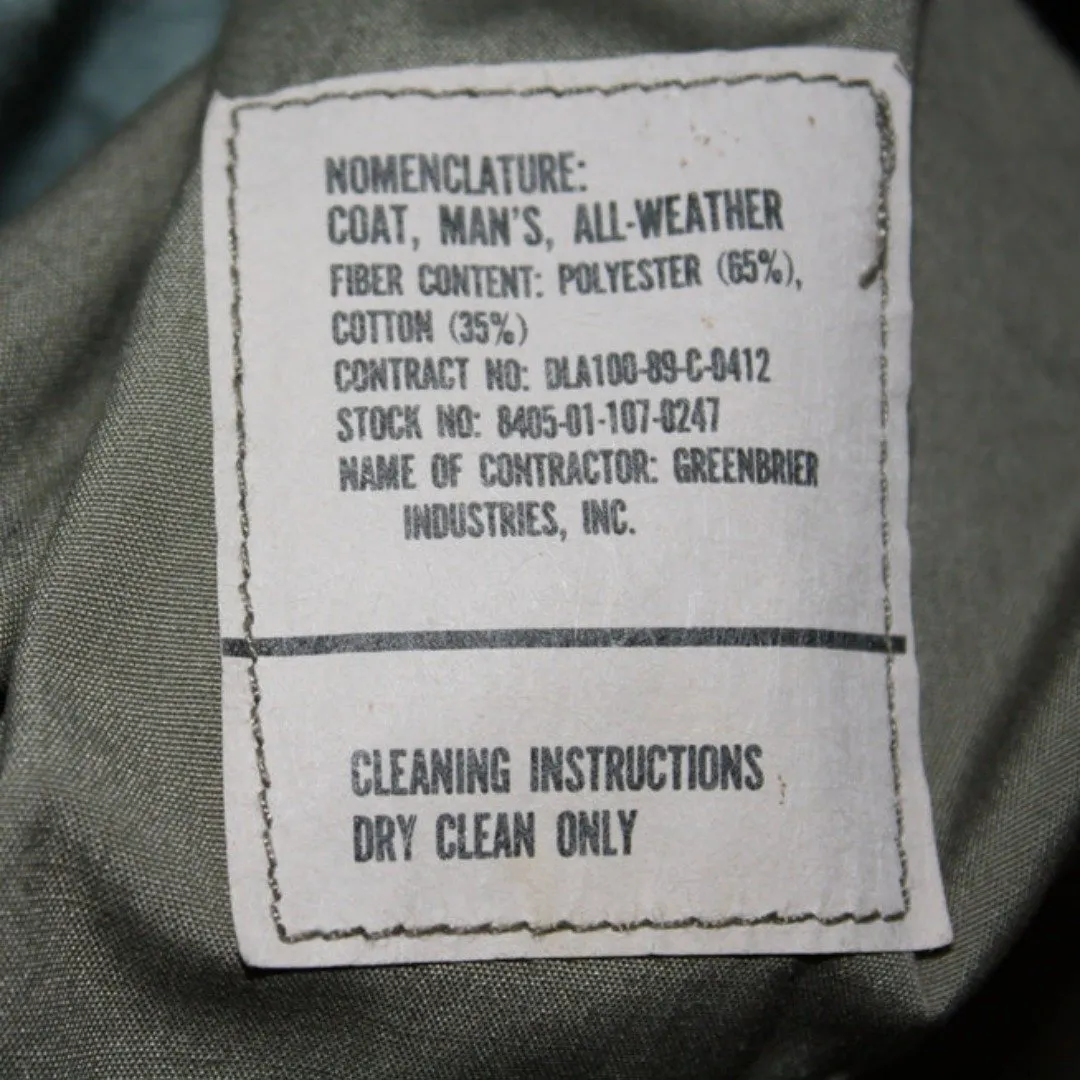 NOMENCLATURE:
COAT, MAN'S, ALL-WEATHER
FIBER CONTENT: POLYESTER (65%),
COTTON (35%)
CONTRACT NO: DLA100-89-C-0412
STOCK NO: 8405-01-107-0247
NAME OF CONTRACTOR: GREENBRIER
INDUSTRIES, INC.
CLEANING INSTRUCTIONS
DRY CLEAN ONLY